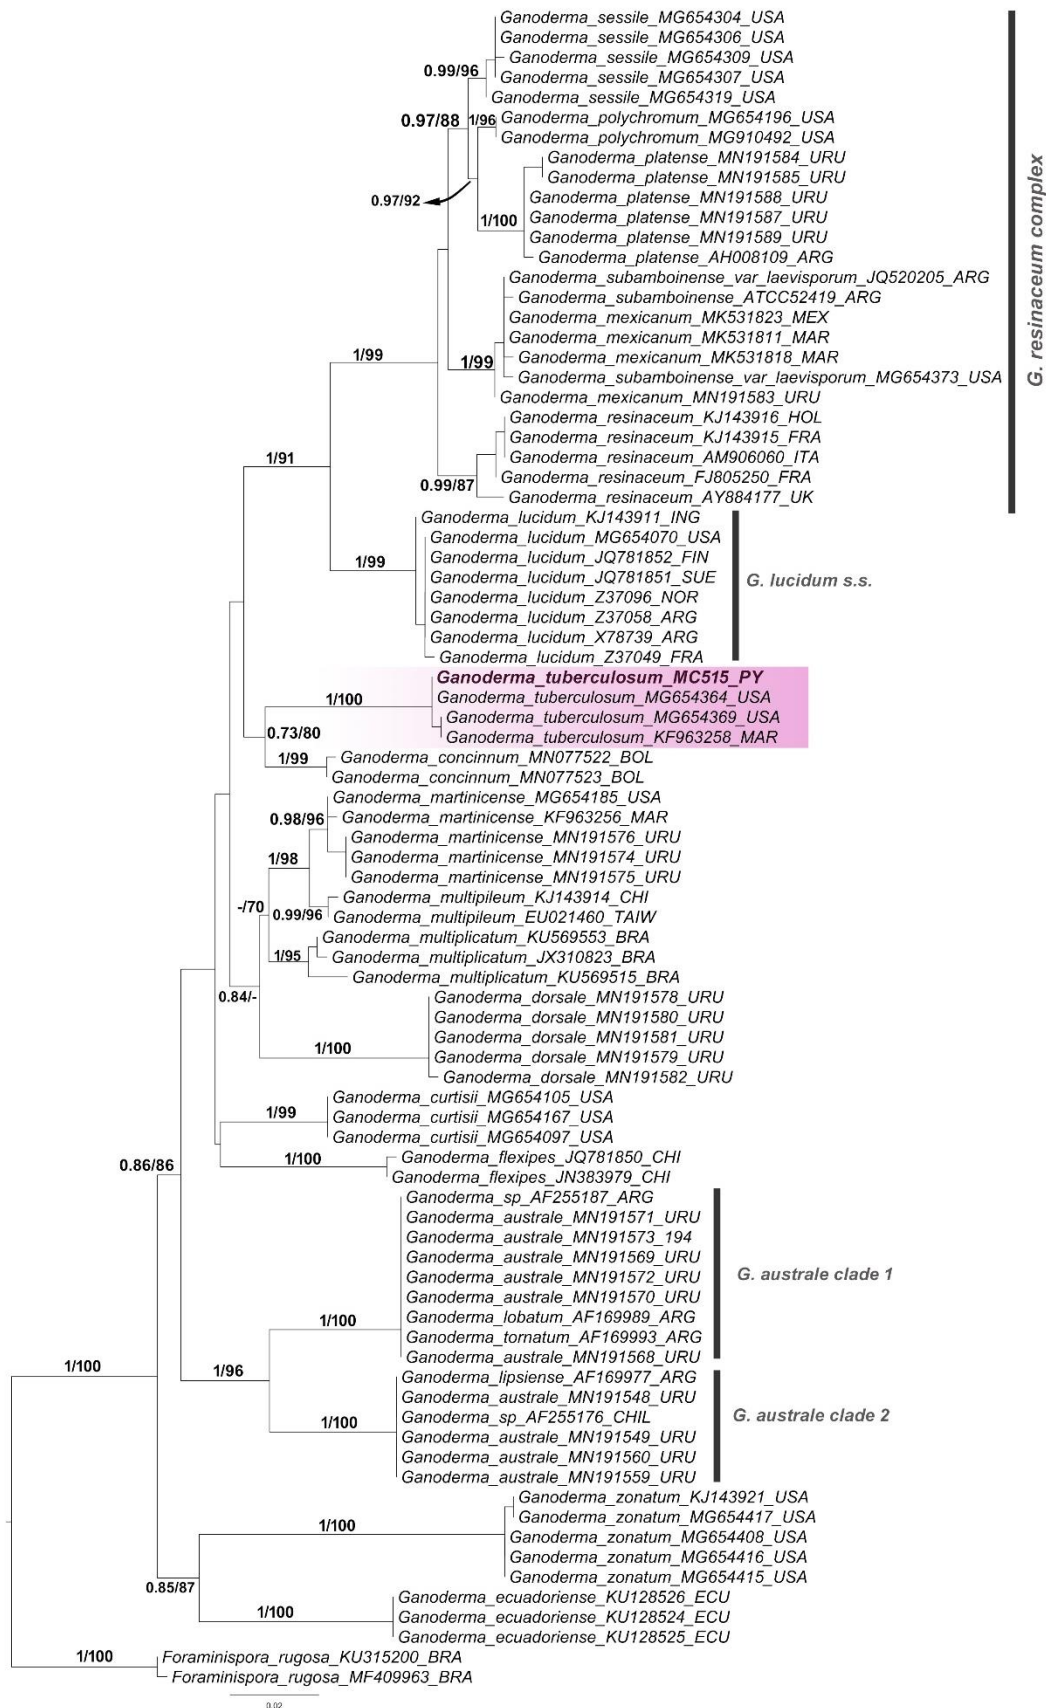 Ganoderma_sessile_MG654304_USA
Ganoderma_sessile_MG654306_USA
Ganoderma_sessile_MG654309_USA
0.99/96
Ganoderma_sessile_MG654307_USA
Ganoderma_sessile_MG654319_USA
0.97/88
1/96
Ganoderma_polychromum_MG654196_USA
Ganoderma_polychromum_MG910492_USA
Ganoderma_platense_MN191584_URU
Ganoderma_platense_MN191585_URU
0.97/92
Ganoderma_platense_MN191588_URU
1/100
Ganoderma_platense_MN191587_URU
Ganoderma_platense_MN191589_URU
Ganoderma_platense_AH008109_ARG
G. resinaceum complex
Ganoderma_subamboinense_var_laevisporum_JQ520205_ARG
Ganoderma_subamboinense_ATCC52419_ARG
Ganoderma_mexicanum_MK531823_MEX
Ganoderma_mexicanum_MK531811_MAR
1/99
1/99
Ganoderma_mexicanum_MK531818_MAR
Ganoderma_subamboinense_var_laevisporum_MG654373_USA
Ganoderma_mexicanum_MN191583_URU
Ganoderma_resinaceum_KJ143916_HOL
Ganoderma_resinaceum_KJ143915_FRA
1/91
Ganoderma_resinaceum_AM906060_ITA
Ganoderma_resinaceum_FJ805250_FRA
0.99/87
Ganoderma_resinaceum_AY884177_UK
Ganoderma_lucidum_KJ143911_ING
Ganoderma_lucidum_MG654070_USA
Ganoderma_lucidum_JQ781852_FIN
1/99
Ganoderma_lucidum_JQ781851_SUE
G. lucidum s.s.
Ganoderma_lucidum_Z37096_NOR
Ganoderma_lucidum_Z37058_ARG
Ganoderma_lucidum_X78739_ARG
Ganoderma_lucidum_Z37049_FRA
Ganoderma_tuberculosum_MC515_PY
1/100
Ganoderma_tuberculosum_MG654364_USA
Ganoderma_tuberculosum_MG654369_USA
0.73/80
Ganoderma_tuberculosum_KF963258_MAR
1/99
Ganoderma_concinnum_MN077522_BOL
Ganoderma_concinnum_MN077523_BOL
Ganoderma_martinicense_MG654185_USA
0.98/96
Ganoderma_martinicense_KF963256_MAR
Ganoderma_martinicense_MN191576_URU
1/98
Ganoderma_martinicense_MN191574_URU
Ganoderma_martinicense_MN191575_URU
Ganoderma_multipileum_KJ143914_CHI
-/70
0.99/96
Ganoderma_multipileum_EU021460_TAIW
Ganoderma_multiplicatum_KU569553_BRA
1/95
Ganoderma_multiplicatum_JX310823_BRA
Ganoderma_multiplicatum_KU569515_BRA
0.84/-
Ganoderma_dorsale_MN191578_URU
Ganoderma_dorsale_MN191580_URU
Ganoderma_dorsale_MN191581_URU
1/100
Ganoderma_dorsale_MN191579_URU
Ganoderma_dorsale_MN191582_URU
Ganoderma_curtisii_MG654105_USA
1/99
Ganoderma_curtisii_MG654167_USA
Ganoderma_curtisii_MG654097_USA
0.86/86
1/100
Ganoderma_flexipes_JQ781850_CHI
Ganoderma_flexipes_JN383979_CHI
Ganoderma_sp_AF255187_ARG
Ganoderma_australe_MN191571_URU
Ganoderma_australe_MN191573_194
Ganoderma_australe_MN191569_URU
Ganoderma_australe_MN191572_URU
G. australe clade 1
Ganoderma_australe_MN191570_URU
1/100
Ganoderma_lobatum_AF169989_ARG
Ganoderma_tornatum_AF169993_ARG
Ganoderma_australe_MN191568_URU
1/100
1/96
Ganoderma_lipsiense_AF169977_ARG
Ganoderma_australe_MN191548_URU
1/100
Ganoderma_sp_AF255176_CHIL
G. australe clade 2
Ganoderma_australe_MN191549_URU
Ganoderma_australe_MN191560_URU
Ganoderma_australe_MN191559_URU
Ganoderma_zonatum_KJ143921_USA
Ganoderma_zonatum_MG654417_USA
1/100
Ganoderma_zonatum_MG654408_USA
Ganoderma_zonatum_MG654416_USA
Ganoderma_zonatum_MG654415_USA
0.85/87
Ganoderma_ecuadoriense_KU128526_ECU
1/100
Ganoderma_ecuadoriense_KU128524_ECU
Ganoderma_ecuadoriense_KU128525_ECU
1/100
Foraminispora_rugosa_KU315200_BRA
Foraminispora_rugosa_MF409963_BRA
0.02